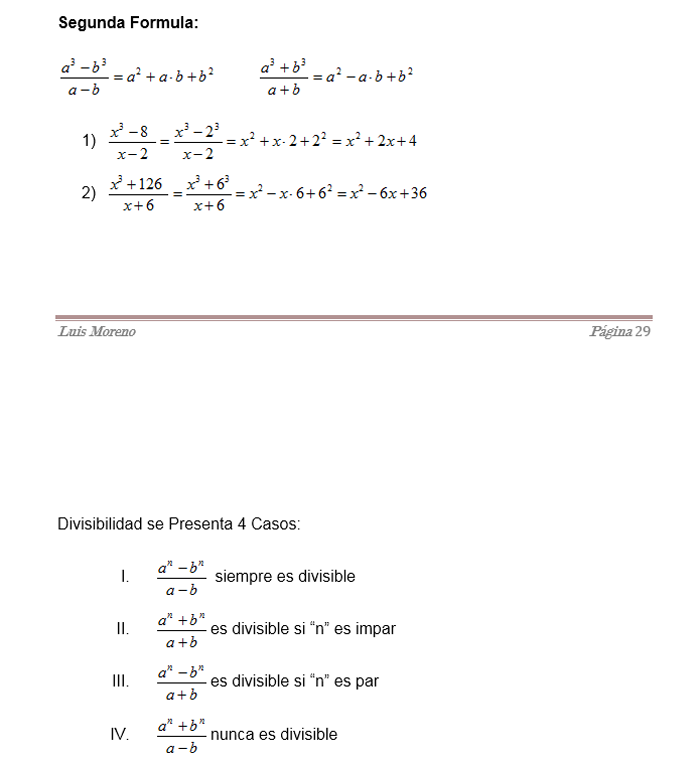 Segunda Formula:
\frac{a^3 - b^3}{a - b} = a^2 + a \cdot b + b^2 \frac{a^3 + b^3}{a + b} = a^2 - a \cdot b + b^2
1) \frac{x^3 - 8}{x - 2} = \frac{x^3 - 2^3}{x - 2} = x^2 + x \cdot 2 + 2^2 = x^2 + 2x + 4
2) \frac{x^3 + 126}{x + 6} = \frac{x^3 + 6^3}{x + 6} = x^2 - x \cdot 6 + 6^2 = x^2 - 6x + 36
Luis Moreno Página 29
Divisibilidad se Presenta 4 Casos:
I. \frac{a^n - b^n}{a - b} siempre es divisible
II. \frac{a^n + b^n}{a + b} es divisible si “n” es impar
III. \frac{a^n - b^n}{a + b} es divisible si “n” es par
IV. \frac{a^n + b^n}{a - b} nunca es divisible